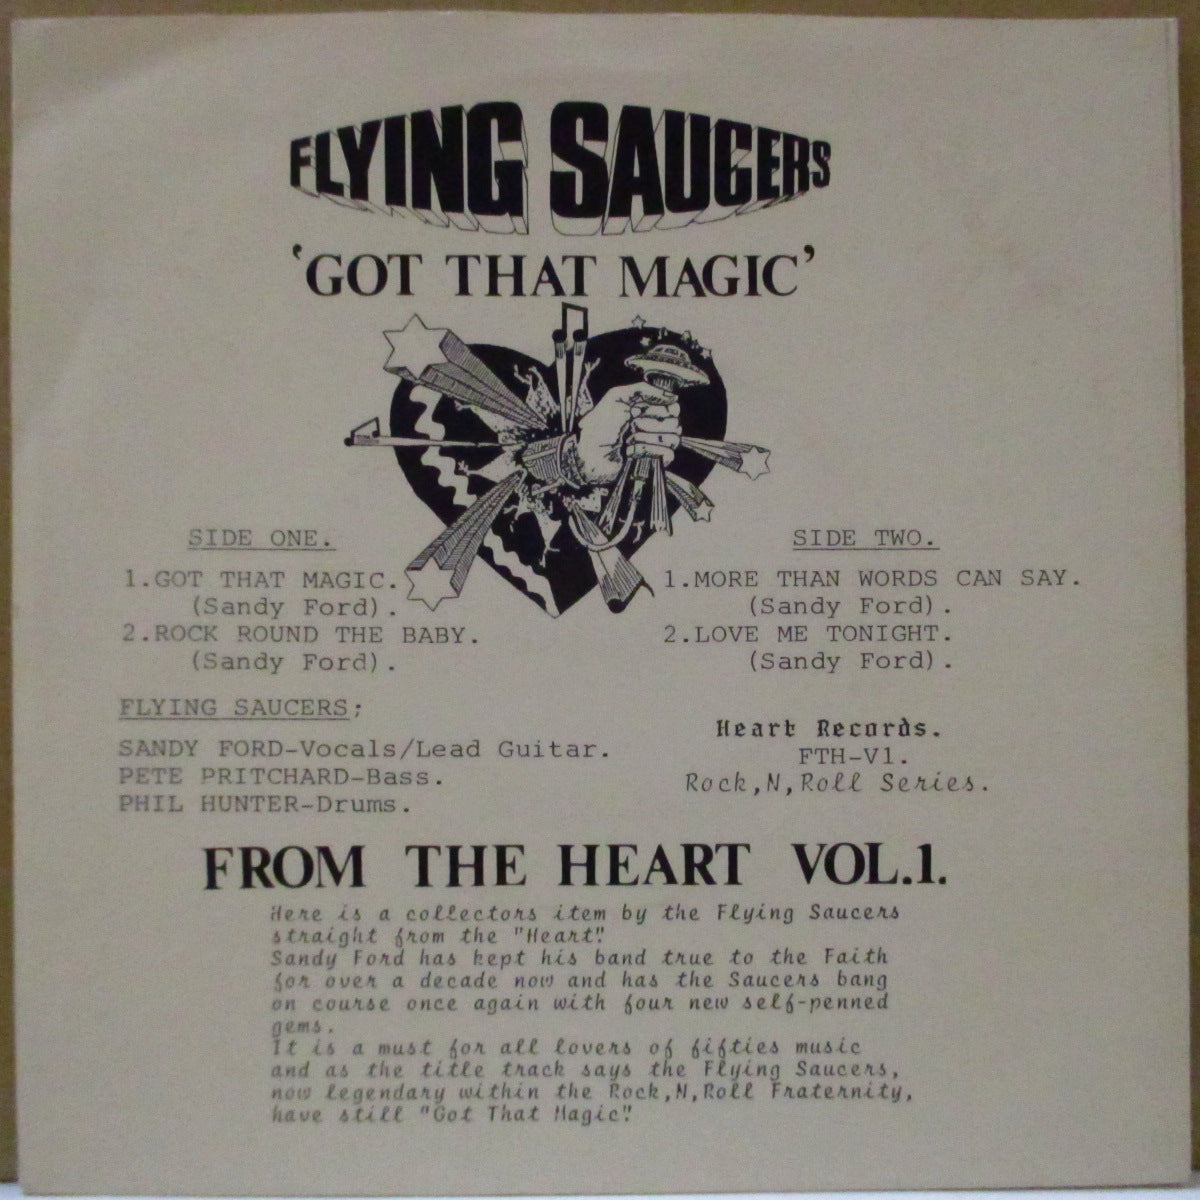 FLYING SAUCERS
'GOT THAT MAGIC'
SIDE ONE.
1.GOT THAT MAGIC.
(Sandy Ford).
2.ROCK ROUND THE BABY.
(Sandy Ford).
SIDE TWO.
1.MORE THAN WORDS CAN SAY.
(Sandy Ford).
2.LOVE ME TONIGHT.
(Sandy Ford).
FLYING SAUCERS;
SANDY FORD-Vocals/Lead Guitar.
PETE PRITCHARD-Bass.
PHIL HUNTER-Drums.
Heart Records.
FTH-V1.
Rock,N,Roll Series.
FROM THE HEART VOL.1.
Here is a collectors item by the Flying Saucers
straight from the "Heart".
Sandy Ford has kept his band true to the Faith
for over a decade now and has the Saucers bang
on course once again with four new self-penned
gems.
It is a must for all lovers of fifties music
and as the title track says the Flying Saucers,
now legendary within the Rock,N,Roll Fraternity,
have still "Got That Magic".